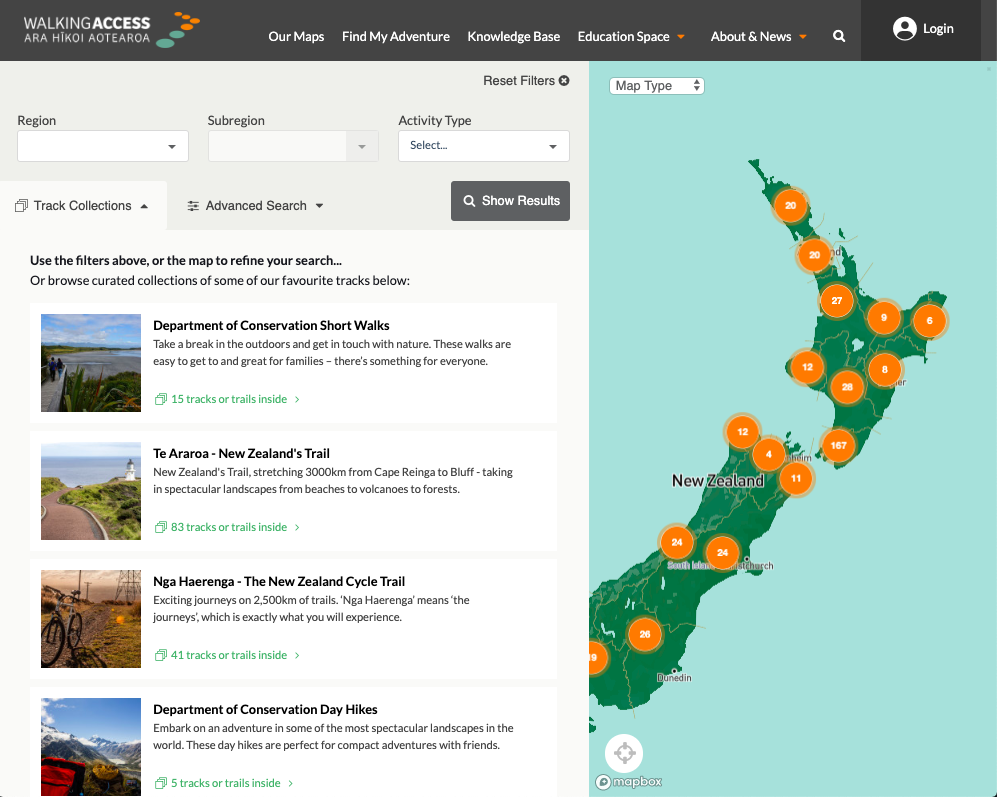 WALKING ACCESS
ARA HĪKOI AOTEAROA
Our Maps
Find My Adventure
Knowledge Base
Education Space
About & News
Login
Reset Filters
Region
Subregion
Activity Type
Select...
Track Collections
Advanced Search
Show Results
Use the filters above, or the map to refine your search...
Or browse curated collections of some of our favourite tracks below:
Department of Conservation Short Walks
Take a break in the outdoors and get in touch with nature. These walks are
easy to get to and great for families – there's something for everyone.
15 tracks or trails inside
Te Araroa - New Zealand's Trail
New Zealand's Trail, stretching 3000km from Cape Reinga to Bluff - taking
in spectacular landscapes from beaches to volcanoes to forests.
83 tracks or trails inside
Nga Haerenga - The New Zealand Cycle Trail
Exciting journeys on 2,500km of trails. 'Nga Haerenga' means 'the
journeys', which is exactly what you will experience.
41 tracks or trails inside
Department of Conservation Day Hikes
Embark on an adventure in some of the most spectacular landscapes in the
world. These day hikes are perfect for compact adventures with friends.
5 tracks or trails inside
Map Type
20
20
27
9
6
12
8
28
12
4
167
11
New Zealand
24
24
South Island
26
19
Dunedin
mapbox